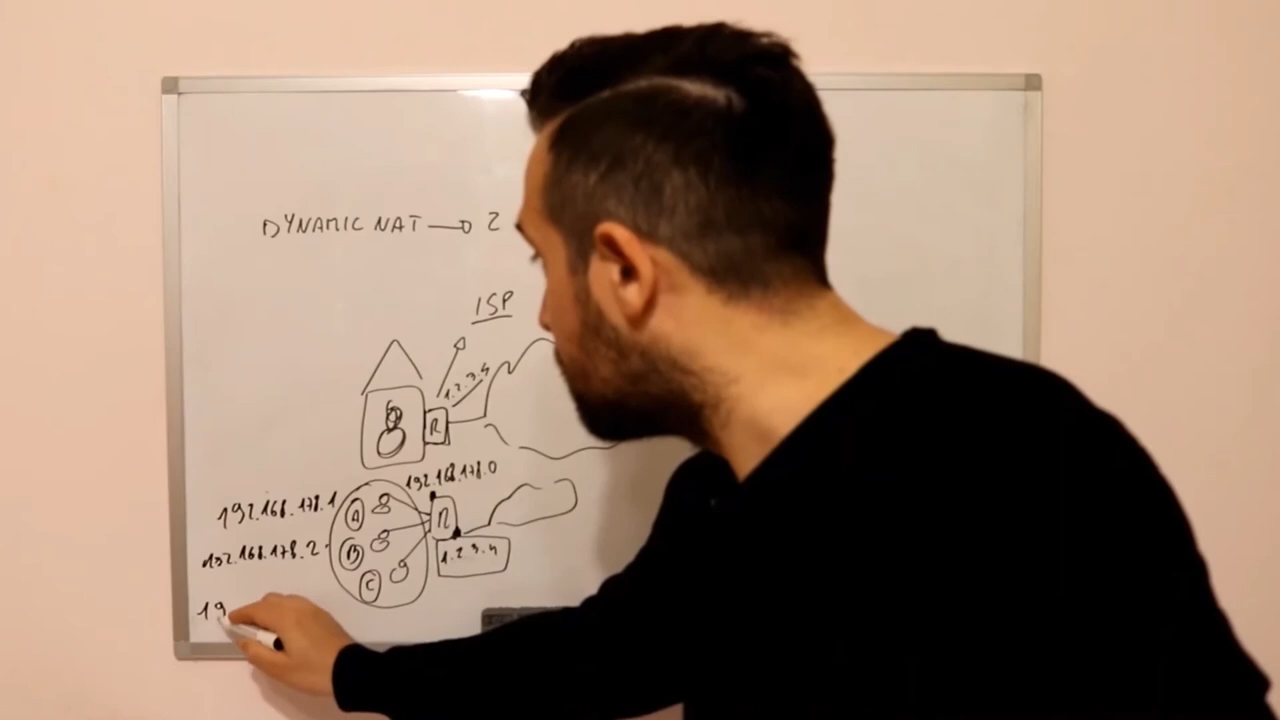 DYNAMIC NAT → 2
ISP
1.2.3.4
R
192.168.178.0
192.168.178.1
A
R
192.168.178.2
B
1.2.3.4
C
19